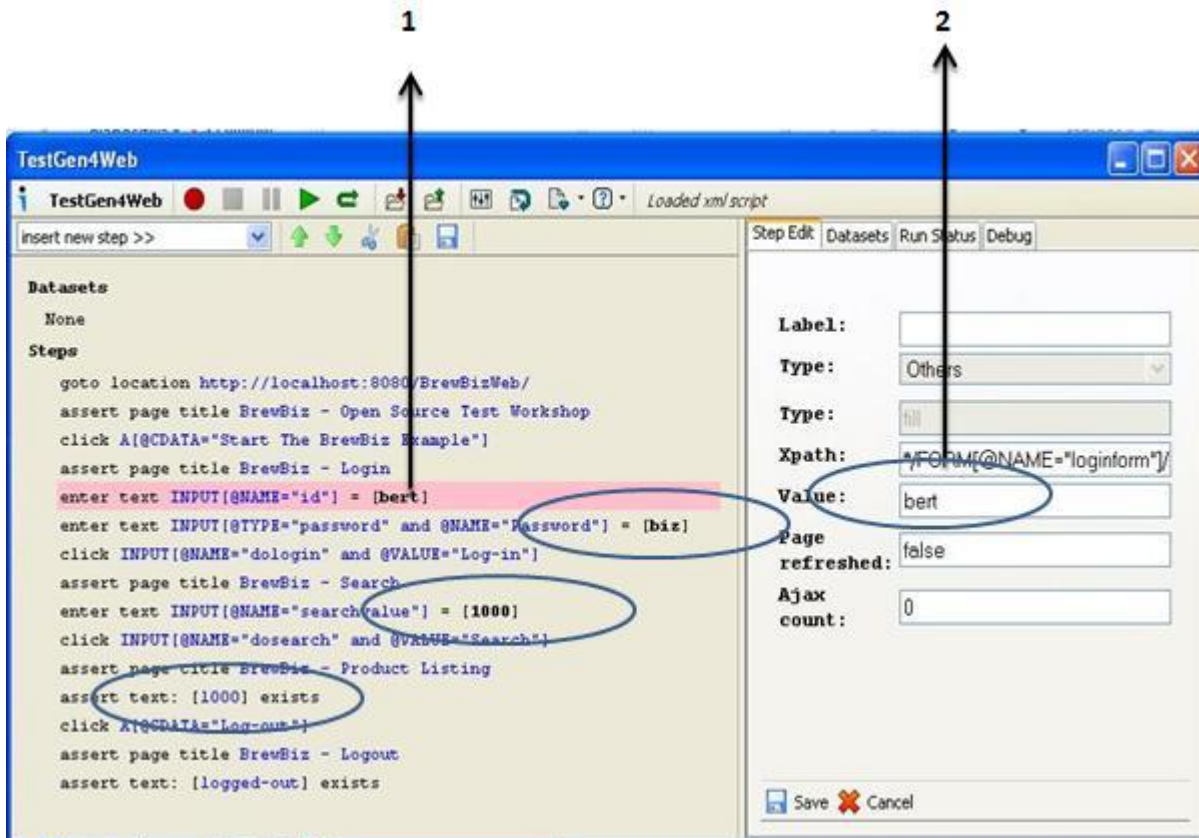 1
2
TestGen4Web
TestGen4Web
Loaded xml script
insert new step >>
Step Edit Datasets Run Status Debug
Datasets
None
Steps
goto location http://localhost:8080/BrewBizWeb/
assert page title BrewBiz - Open Source Test Workshop
click A[@CDATA="Start The BrewBiz Example"]
assert page title BrewBiz - Login
enter text INPUT[@NAME="id"] = [bert]
enter text INPUT[@TYPE="password" and @NAME="Password"] = [biz]
click INPUT[@NAME="dologin" and @VALUE="Log-in"]
assert page title BrewBiz - Search
enter text INPUT[@NAME="searchvalue"] = [1000]
click INPUT[@NAME="dosearch" and @VALUE="Search"]
assert page title BrewBiz - Product Listing
assert text: [1000] exists
click A[@CDATA="Log-out"]
assert page title BrewBiz - Logout
assert text: [logged-out] exists
Label:
Type: Others
Type: fill
Xpath: */FORM[@NAME="loginform"]/
Value: bert
Page refreshed: false
Ajax count: 0
Save Cancel